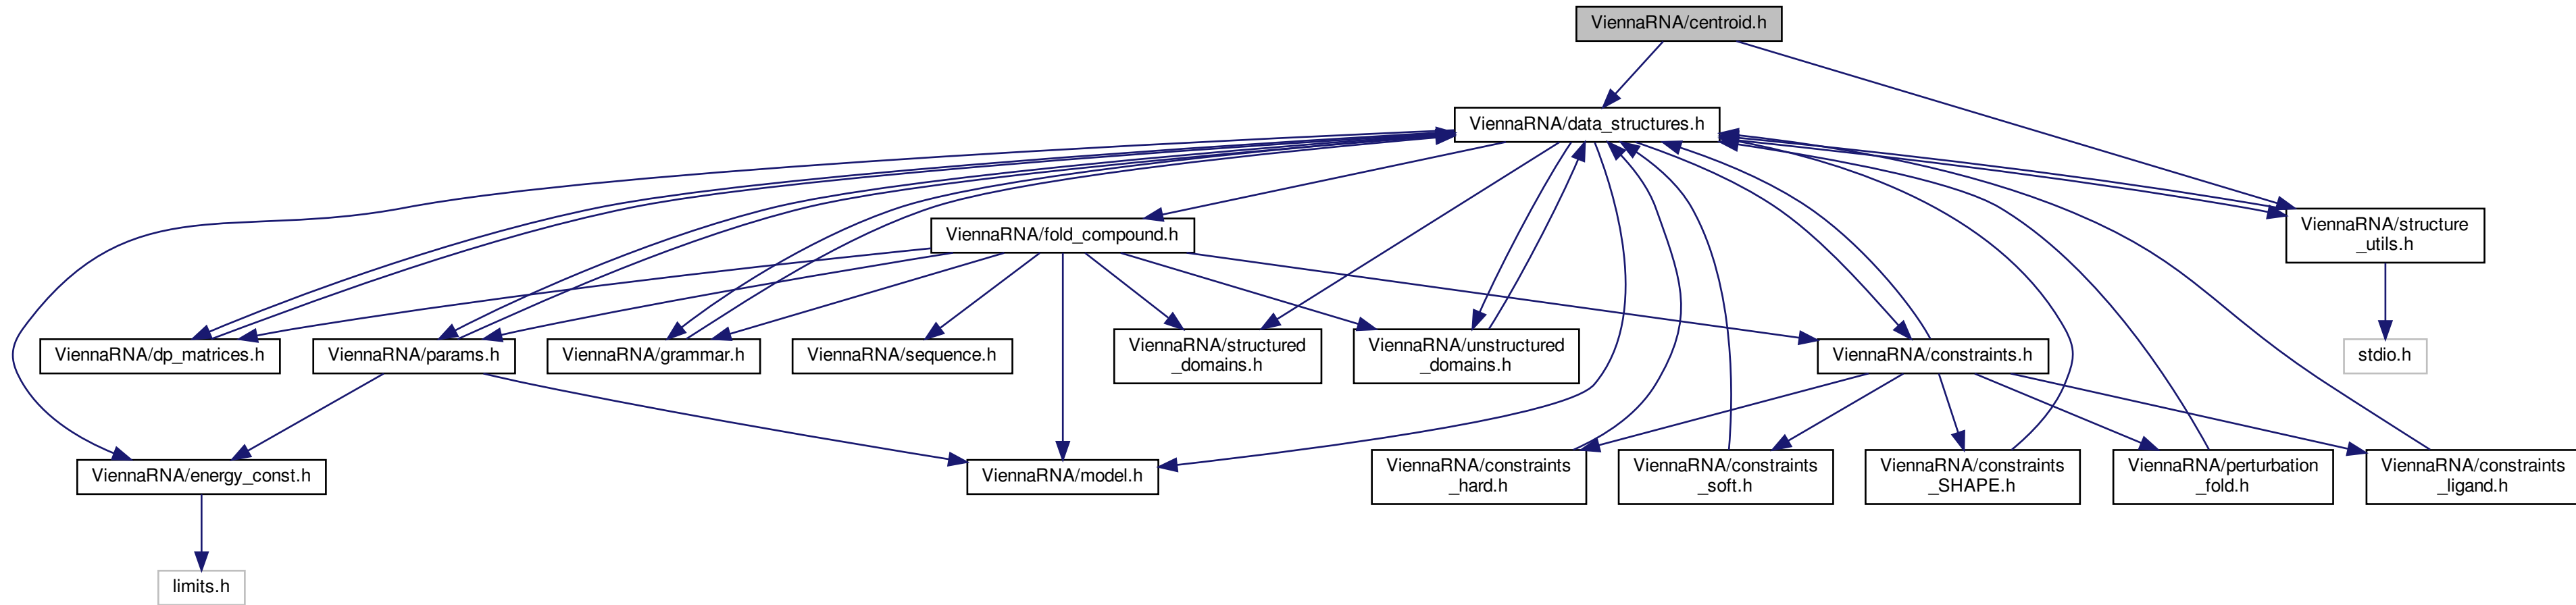 ViennaRNA/centroid.h
ViennaRNA/data_structures.h
ViennaRNA/fold_compound.h
ViennaRNA/structure
_utils.h
ViennaRNA/dp_matrices.h
ViennaRNA/params.h
ViennaRNA/grammar.h
ViennaRNA/sequence.h
ViennaRNA/structured
_domains.h
ViennaRNA/unstructured
_domains.h
ViennaRNA/constraints.h
stdio.h
ViennaRNA/energy_const.h
ViennaRNA/model.h
ViennaRNA/constraints
_hard.h
ViennaRNA/constraints
_soft.h
ViennaRNA/constraints
_SHAPE.h
ViennaRNA/perturbation
_fold.h
ViennaRNA/constraints
_ligand.h
limits.h